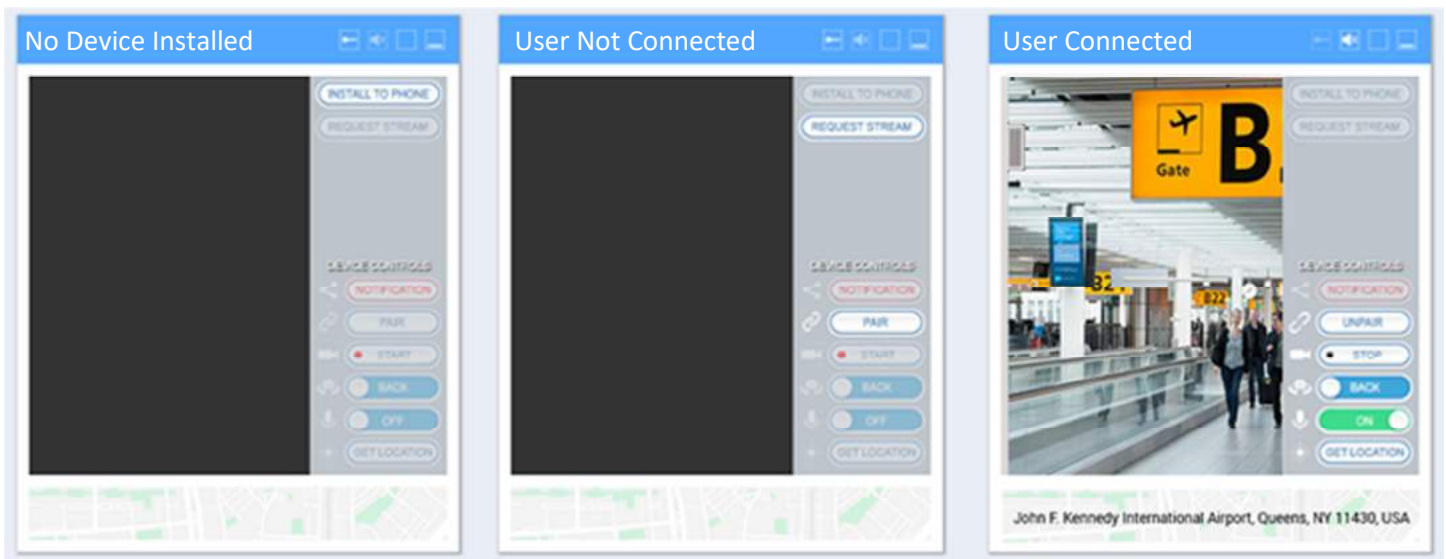 No Device Installed
INSTALL TO PHONE
REQUEST STREAM
DEVICE CONTROLS
NOTIFICATION
PAIR
START
BACK
OFF
GET LOCATION
User Not Connected
INSTALL TO PHONE
REQUEST STREAM
DEVICE CONTROLS
NOTIFICATION
PAIR
START
BACK
OFF
GET LOCATION
User Connected
INSTALL TO PHONE
REQUEST STREAM
Gate
B
B22
DEVICE CONTROLS
NOTIFICATION
UNPAIR
STOP
BACK
ON
GET LOCATION
John F. Kennedy International Airport, Queens, NY 11430, USA